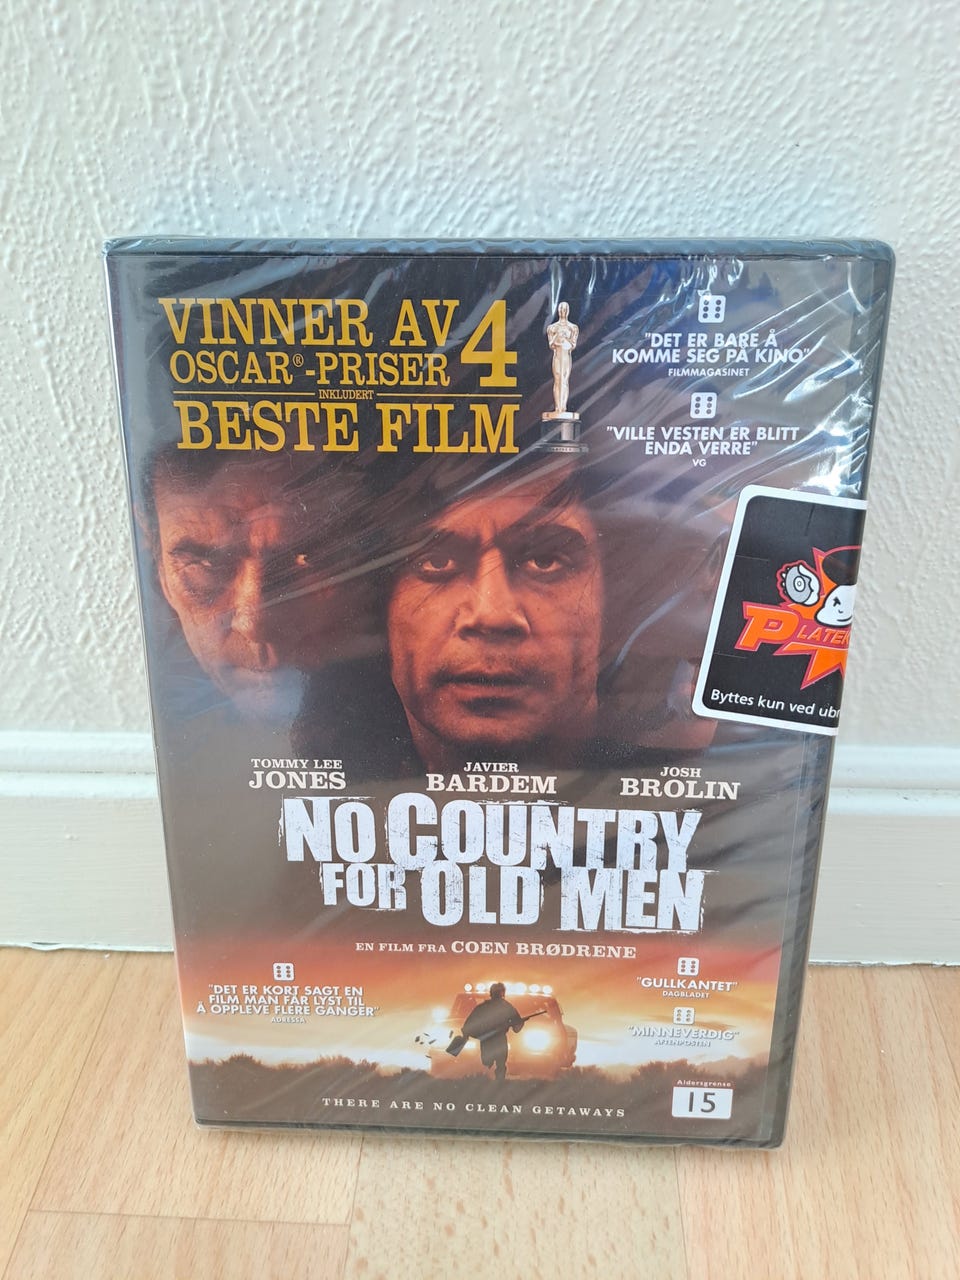 VINNER AV 4
OSCAR®-PRISER
INKLUDERT
BESTE FILM
"DET ER BARE Å
KOMME SEG PÅ KINO"
FILMMAGASINET
"VILLE VESTEN ER BLITT
ENDA VERRE"
VG
PLATEK
Byttes kun ved ubr
TOMMY LEE
JONES
JAVIER
BARDEM
JOSH
BROLIN
NO COUNTRY
FOR OLD MEN
EN FILM FRA COEN BRØDRENE
"DET ER KORT SAGT EN
FILM MAN FÅR LYST TIL
Å OPPLEVE FLERE GANGER"
ADRESSA
"GULLKANTET"
DAGBLADET
"MINNEVERDIG"
AFTENPOSTEN
THERE ARE NO CLEAN GETAWAYS
Aldersgrense
15